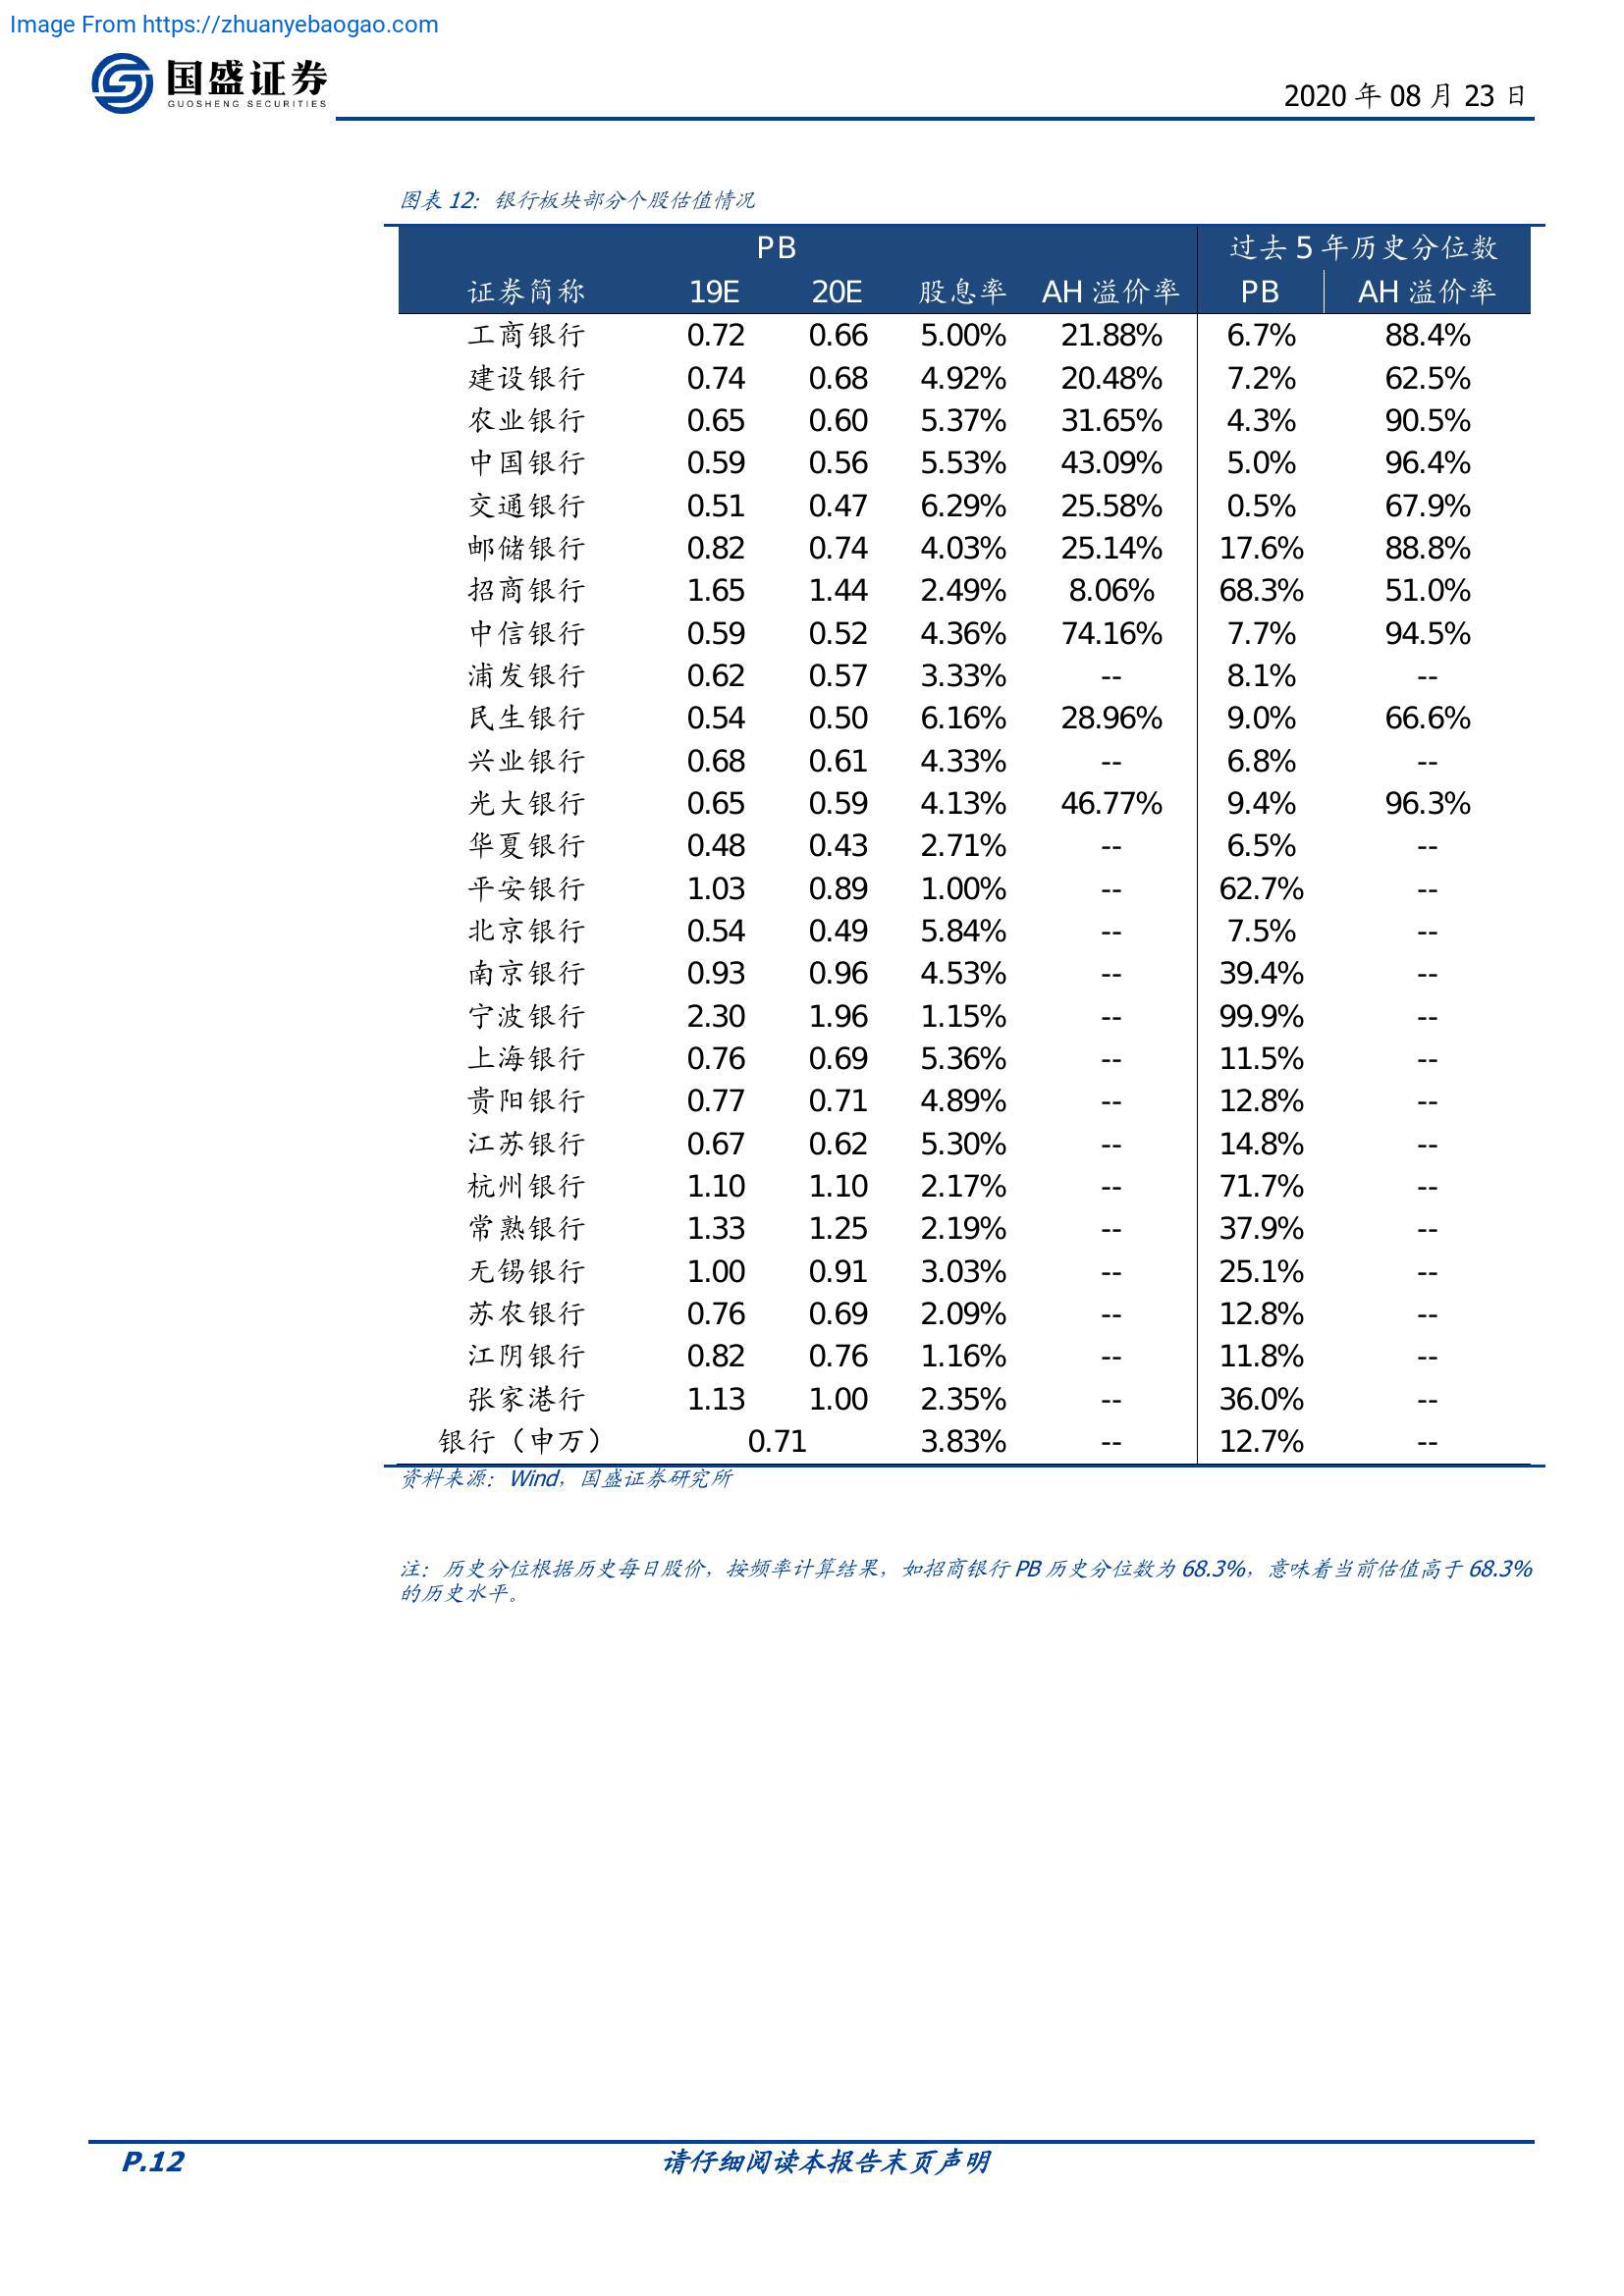 Image From https://zhuanyebaogao.com
国盛证券
GUOSHENG SECURITIES
2020 年 08 月 23 日
图表 12：银行板块部分个股估值情况
PB 过去 5 年历史分位数
证券简称 19E 20E 股息率 AH 溢价率 PB AH 溢价率
工商银行 0.72 0.66 5.00% 21.88% 6.7% 88.4%
建设银行 0.74 0.68 4.92% 20.48% 7.2% 62.5%
农业银行 0.65 0.60 5.37% 31.65% 4.3% 90.5%
中国银行 0.59 0.56 5.53% 43.09% 5.0% 96.4%
交通银行 0.51 0.47 6.29% 25.58% 0.5% 67.9%
邮储银行 0.82 0.74 4.03% 25.14% 17.6% 88.8%
招商银行 1.65 1.44 2.49% 8.06% 68.3% 51.0%
中信银行 0.59 0.52 4.36% 74.16% 7.7% 94.5%
浦发银行 0.62 0.57 3.33% -- 8.1% --
民生银行 0.54 0.50 6.16% 28.96% 9.0% 66.6%
兴业银行 0.68 0.61 4.33% -- 6.8% --
光大银行 0.65 0.59 4.13% 46.77% 9.4% 96.3%
华夏银行 0.48 0.43 2.71% -- 6.5% --
平安银行 1.03 0.89 1.00% -- 62.7% --
北京银行 0.54 0.49 5.84% -- 7.5% --
南京银行 0.93 0.96 4.53% -- 39.4% --
宁波银行 2.30 1.96 1.15% -- 99.9% --
上海银行 0.76 0.69 5.36% -- 11.5% --
贵阳银行 0.77 0.71 4.89% -- 12.8% --
江苏银行 0.67 0.62 5.30% -- 14.8% --
杭州银行 1.10 1.10 2.17% -- 71.7% --
常熟银行 1.33 1.25 2.19% -- 37.9% --
无锡银行 1.00 0.91 3.03% -- 25.1% --
苏农银行 0.76 0.69 2.09% -- 12.8% --
江阴银行 0.82 0.76 1.16% -- 11.8% --
张家港行 1.13 1.00 2.35% -- 36.0% --
银行（申万） 0.71 3.83% -- 12.7% --
资料来源：Wind，国盛证券研究所
注：历史分位根据历史每日股价，按频率计算结果，如招商银行 PB 历史分位数为 68.3%，意味着当前估值高于 68.3%
的历史水平。
P.12 请仔细阅读本报告末页声明